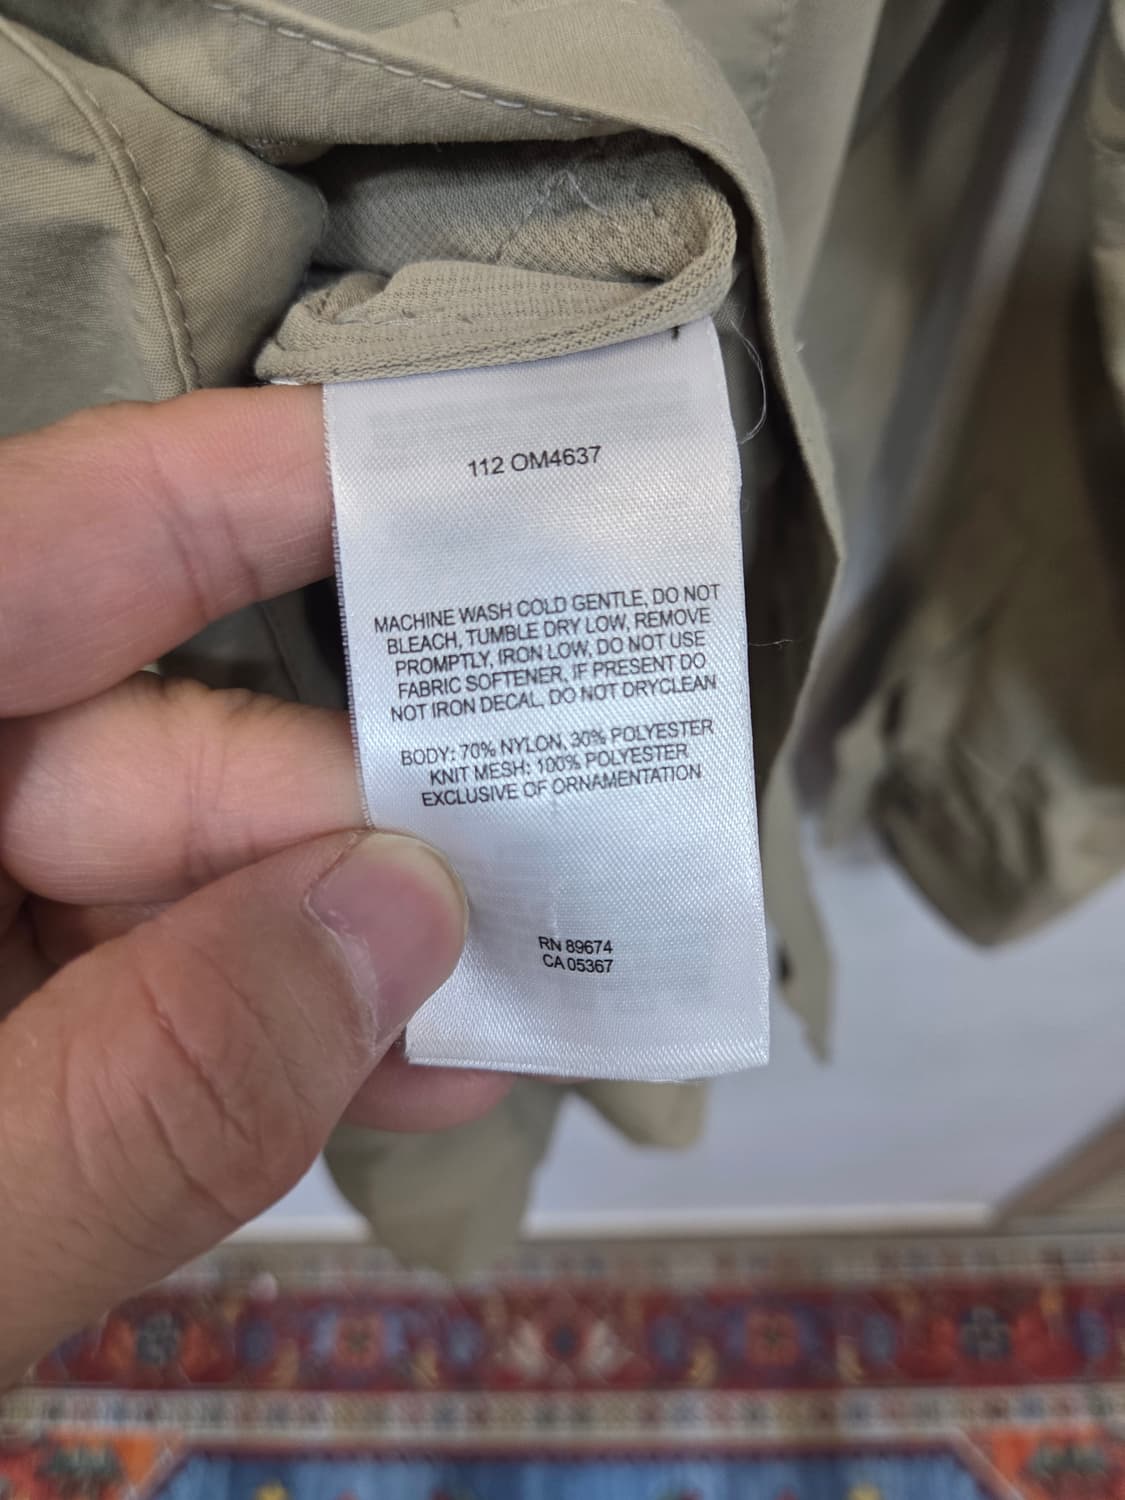 112 OM4637
MACHINE WASH COLD GENTLE, DO NOT
BLEACH, TUMBLE DRY LOW, REMOVE
PROMPTLY, IRON LOW, DO NOT USE
FABRIC SOFTENER, IF PRESENT DO
NOT IRON DECAL, DO NOT DRYCLEAN
BODY: 70% NYLON, 30% POLYESTER
KNIT MESH: 100% POLYESTER
EXCLUSIVE OF ORNAMENTATION
RN 89674
CA 05367